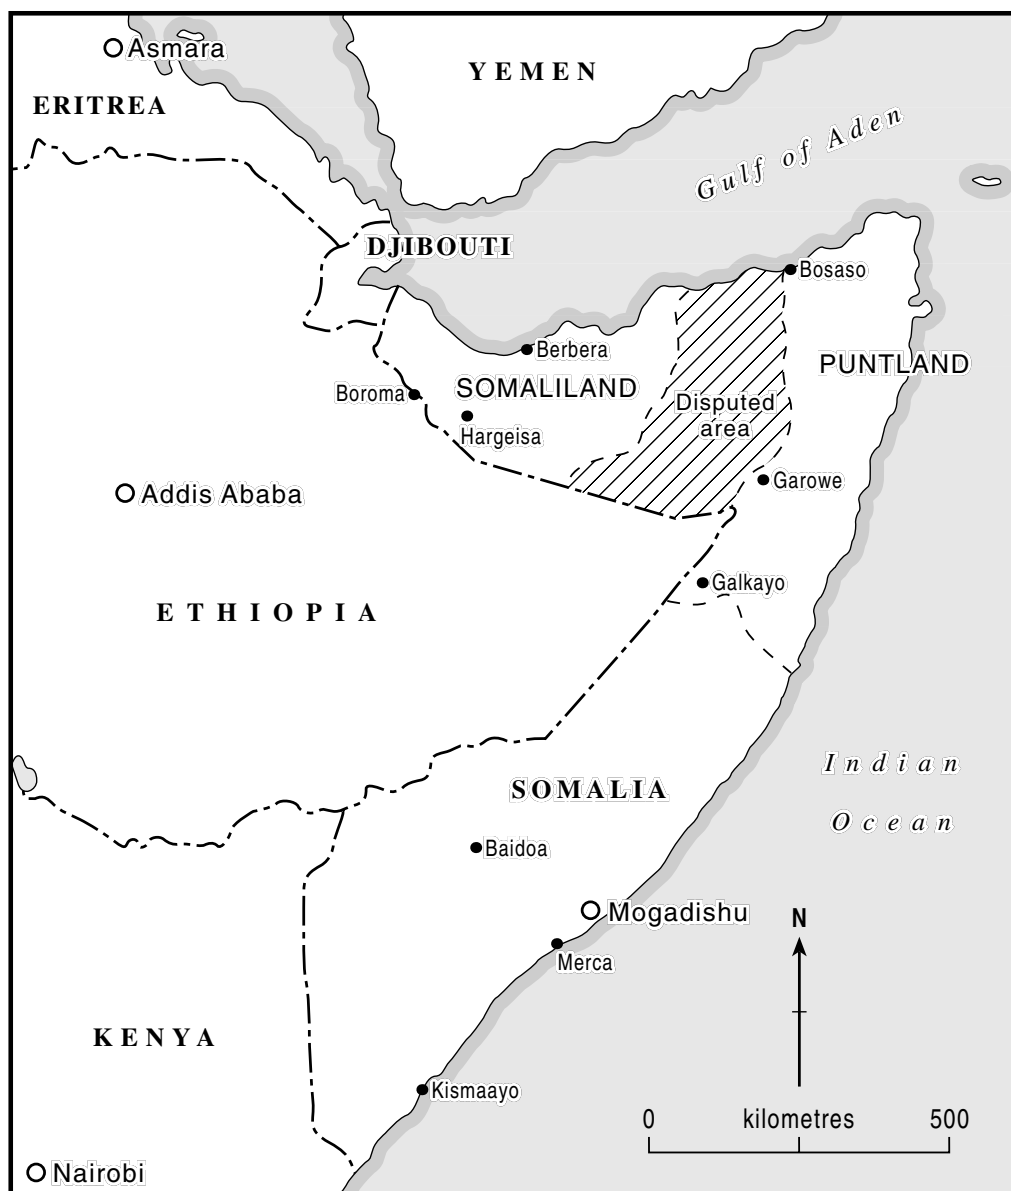 Asmara
YEMEN
ERITREA
Gulf of Aden
DJIBOUTI
Bosaso
Berbera
PUNTLAND
SOMALILAND
Boroma
Disputed
area
Hargeisa
Garowe
Addis Ababa
Galkayo
ETHIOPIA
Indian
Ocean
SOMALIA
Baidoa
Mogadishu
N
Merca
KENYA
Kismaayo
0 kilometres 500
Nairobi